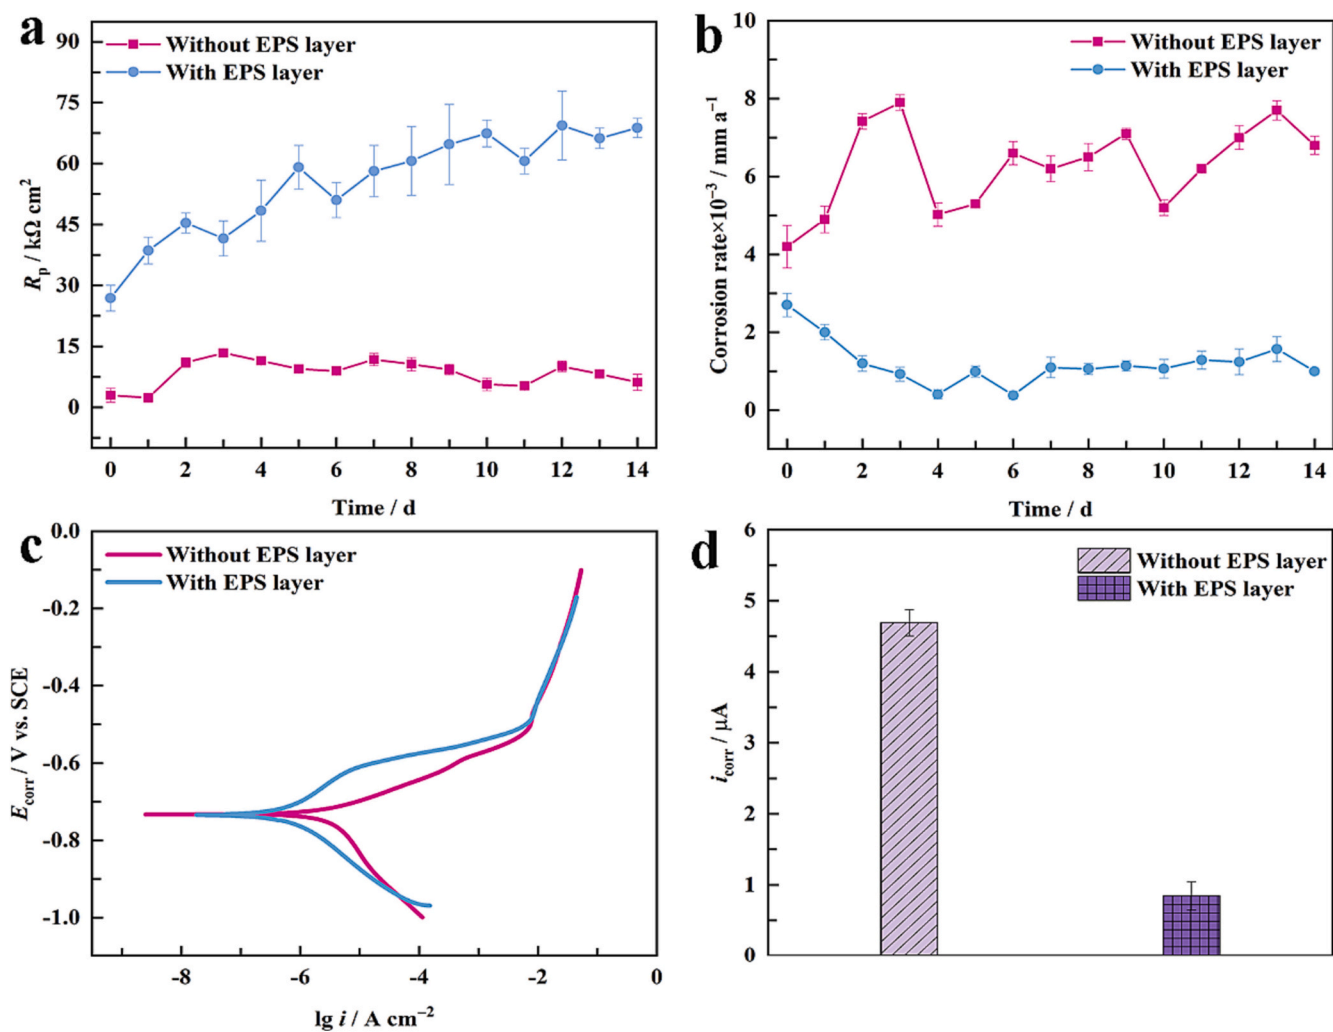 a
Without EPS layer
With EPS layer
90
75
60
45
30
15
0
Rp / kΩ cm²
0 2 4 6 8 10 12 14
Time / d
b
Without EPS layer
With EPS layer
10
8
6
4
2
0
Corrosion rate×10⁻³ / mm a⁻¹
0 2 4 6 8 10 12 14
Time / d
c
Without EPS layer
With EPS layer
0.0
-0.2
-0.4
-0.6
-0.8
-1.0
Ecorr / V vs. SCE
-8 -6 -4 -2 0
lg i / A cm⁻²
d
Without EPS layer
With EPS layer
6
5
4
3
2
1
0
icorr / μA